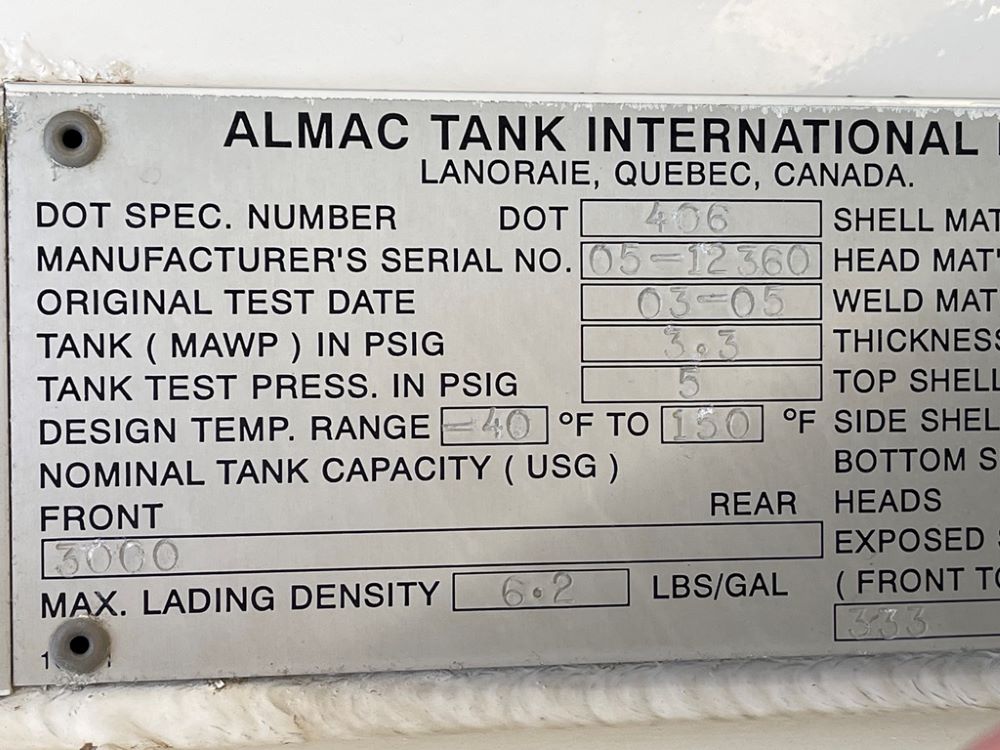 ALMAC TANK INTERNATIONAL
LANORAIE, QUEBEC, CANADA.
DOT SPEC. NUMBER DOT 406 SHELL MAT
MANUFACTURER'S SERIAL NO. 05-12360 HEAD MAT'
ORIGINAL TEST DATE 03-05 WELD MAT
TANK ( MAWP ) IN PSIG 3.3 THICKNESS
TANK TEST PRESS. IN PSIG 5 TOP SHELL
DESIGN TEMP. RANGE -40 °F TO 150 °F SIDE SHEL
NOMINAL TANK CAPACITY ( USG ) BOTTOM S
FRONT REAR HEADS
3000 EXPOSED
MAX. LADING DENSITY 6.2 LBS/GAL ( FRONT TO
333